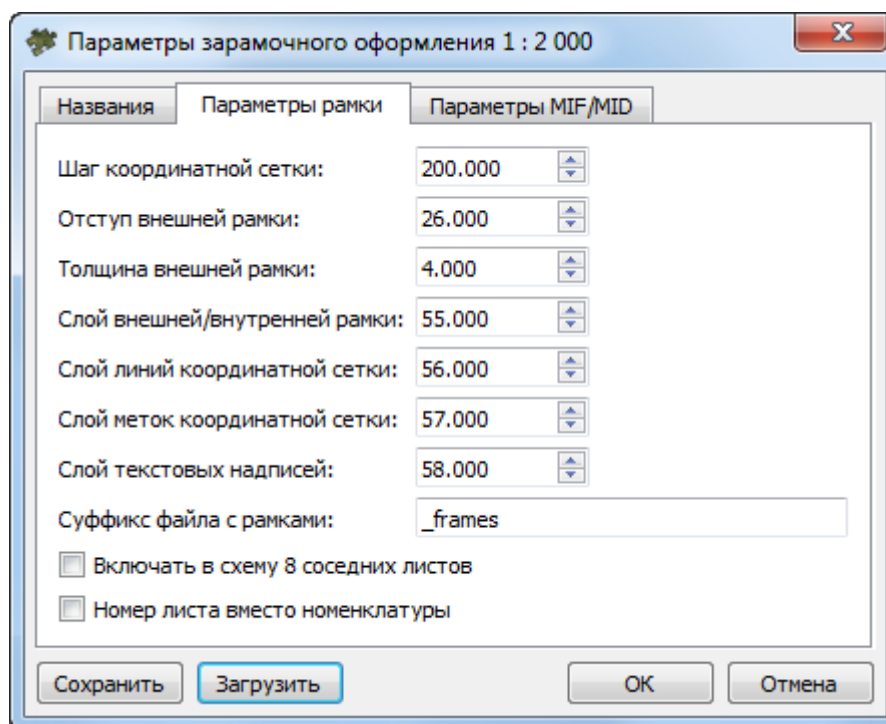 Параметры зарамочного оформления 1 : 2 000
Названия Параметры рамки Параметры MIF/MID
Шаг координатной сетки: 200.000
Отступ внешней рамки: 26.000
Толщина внешней рамки: 4.000
Слой внешней/внутренней рамки: 55.000
Слой линий координатной сетки: 56.000
Слой меток координатной сетки: 57.000
Слой текстовых надписей: 58.000
Суффикс файла с рамками: _frames
Включать в схему 8 соседних листов
Номер листа вместо номенклатуры
Сохранить Загрузить OK Отмена